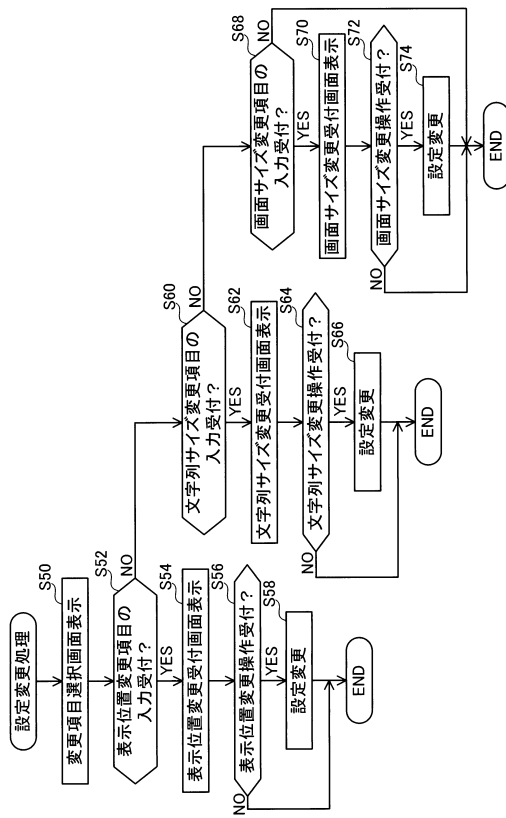 設定変更処理
S50
変更項目選択画面表示
S52
表示位置変更項目の
入力受付?
NO
YES
S54
表示位置変更受付画面表示
S56
表示位置変更操作受付?
NO
YES
S58
設定変更
END
S60
文字列サイズ変更項目の
入力受付?
NO
YES
S62
文字列サイズ変更受付画面表示
S64
文字列サイズ変更操作受付?
NO
YES
S66
設定変更
END
S68
画面サイズ変更項目の
入力受付?
NO
YES
S70
画面サイズ変更受付画面表示
S72
画面サイズ変更操作受付?
NO
YES
S74
設定変更
END